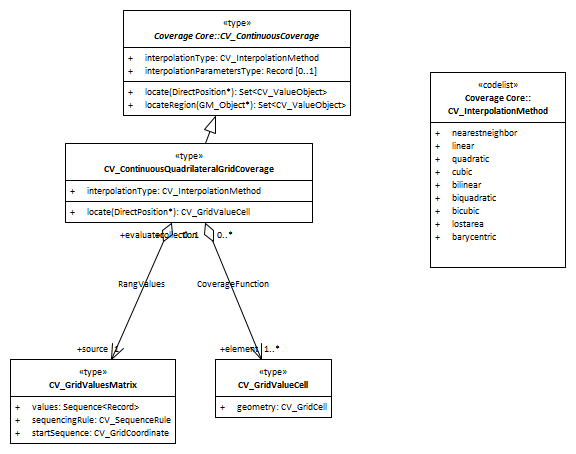 «type»
Coverage Core::CV_ContinuousCoverage
+ interpolationType: CV_InterpolationMethod
+ interpolationParametersType: Record [0..1]
+ locate(DirectPosition*): Set<CV_ValueObject>
+ locateRegion(GM_Object*): Set<CV_ValueObject>
«codelist»
Coverage Core::
CV_InterpolationMethod
+ nearestneighbor
+ linear
+ quadratic
+ cubic
+ bilinear
+ biquadratic
+ bicubic
+ lostarea
+ barycentric
«type»
CV_ContinuousQuadrilateralGridCoverage
+ interpolationType: CV_InterpolationMethod
+ locate(DirectPosition*): CV_GridValueCell
0..*
RangValues
CoverageFunction
+source 1
+element 1..*
«type»
CV_GridValuesMatrix
+ values: Sequence<Record>
+ sequencingRule: CV_SequenceRule
+ startSequence: CV_GridCoordinate
«type»
CV_GridValueCell
+ geometry: CV_GridCell